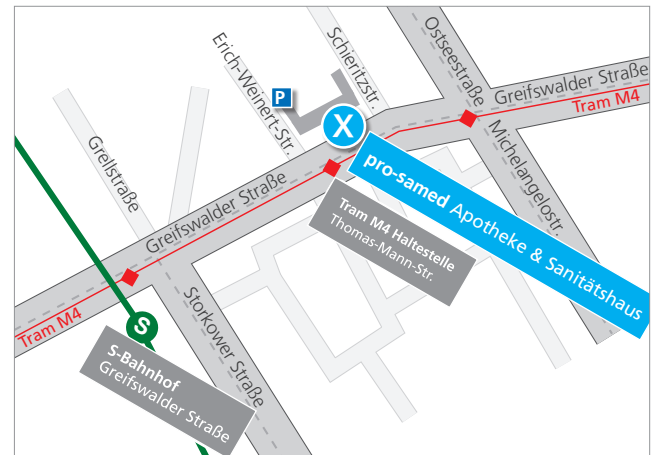 Erich-Weinert-Str.
Schieritzstr.
Ostseestraße
Greifswalder Straße
Tram M4
P
X
Michelangelostr.
Grellstraße
Greifswalder Straße
pro-samed Apotheke & Sanitätshaus
Tram M4 Haltestelle
Thomas-Mann-Str.
Storkower Straße
Tram M4
S
S-Bahnhof
Greifswalder Straße